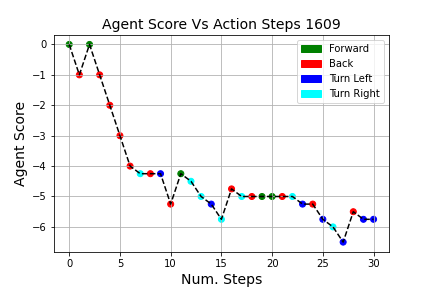 Agent Score Vs Action Steps 1609
Forward
Back
Turn Left
Turn Right
0
−1
−2
−3
−4
−5
−6
Agent Score
0 5 10 15 20 25 30
Num. Steps